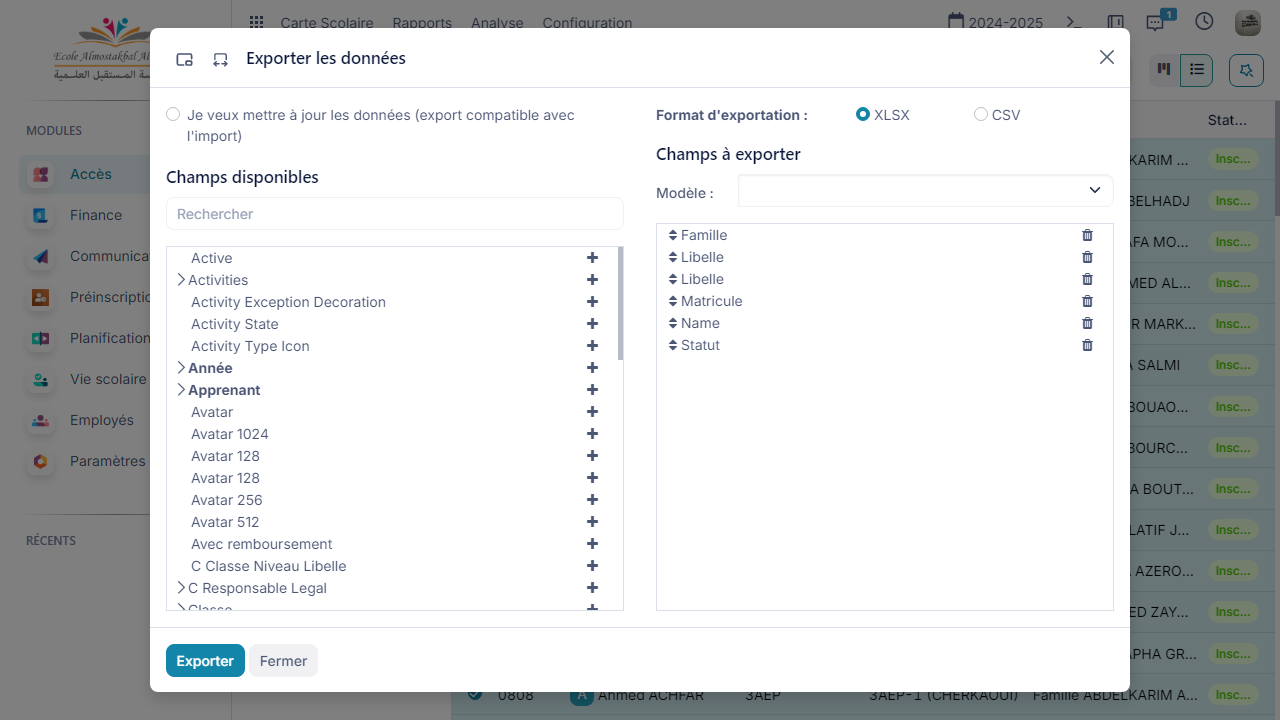 Carte Scolaire
Rapports
Analyse
Configuration
2024-2025
1
Ecole Almostakbal Al
Exporter les données
Je veux mettre à jour les données (export compatible avec
l'import)
Format d'exportation :
XLSX
CSV
Champs disponibles
Rechercher
Active
Activities
Activity Exception Decoration
Activity State
Activity Type Icon
Année
Apprenant
Avatar
Avatar 1024
Avatar 128
Avatar 128
Avatar 256
Avatar 512
Avec remboursement
C Classe Niveau Libelle
C Responsable Legal
Classe
Champs à exporter
Modèle :
Famille
Libelle
Libelle
Matricule
Name
Statut
Exporter
Fermer
MODULES
Accès
Finance
Communica
Préinscriptio
Planification
Vie scolaire
Employés
Paramètres
RÉCENTS
Stat...
KARIM ... Insc...
BELHADJ Insc...
AFA MO... Insc...
MED AL... Insc...
R MARK... Insc...
A SALMI Insc...
BOUAO... Insc...
BOURC... Insc...
A BOUT... Insc...
LATIF J... Insc...
AZERO... Insc...
ED ZAY... Insc...
APHA GR... Insc...
0808 A Ahmed ACHFAR 3AEP 3AEP-1 (CHERKAOUI) Famille ABDELKARIM A... Insc...